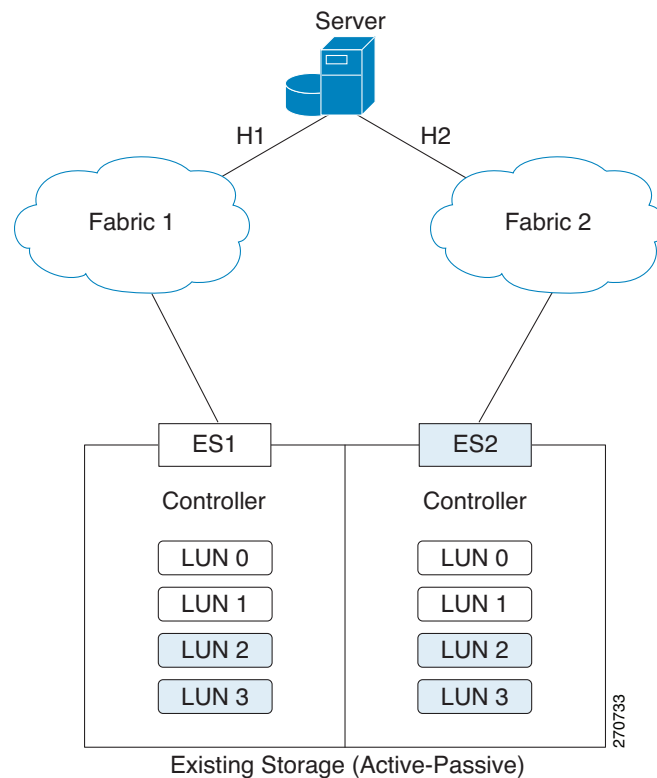 Server
H1
H2
Fabric 1
Fabric 2
ES1
ES2
Controller
Controller
LUN 0
LUN 0
LUN 1
LUN 1
LUN 2
LUN 2
LUN 3
LUN 3
270733
Existing Storage (Active-Passive)